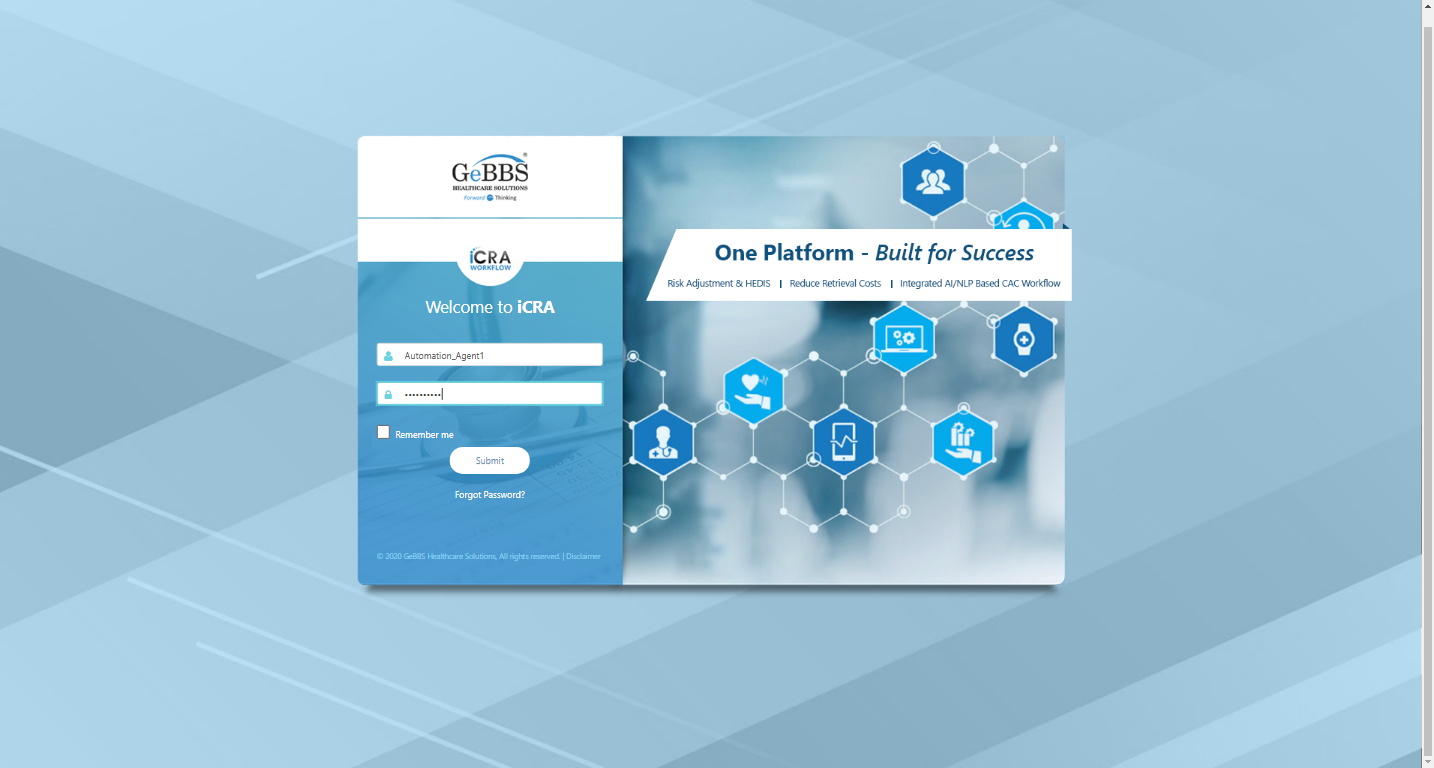 GeBBS®
HEALTHCARE SOLUTIONS
Forward Thinking
iCRA
WORKFLOW
Welcome to iCRA
Automation_Agent1
••••••••••
Remember me
Submit
Forgot Password?
© 2020 GeBBS Healthcare Solutions, All rights reserved. | Disclaimer
One Platform - Built for Success
Risk Adjustment & HEDIS | Reduce Retrieval Costs | Integrated AI/NLP Based CAC Workflow